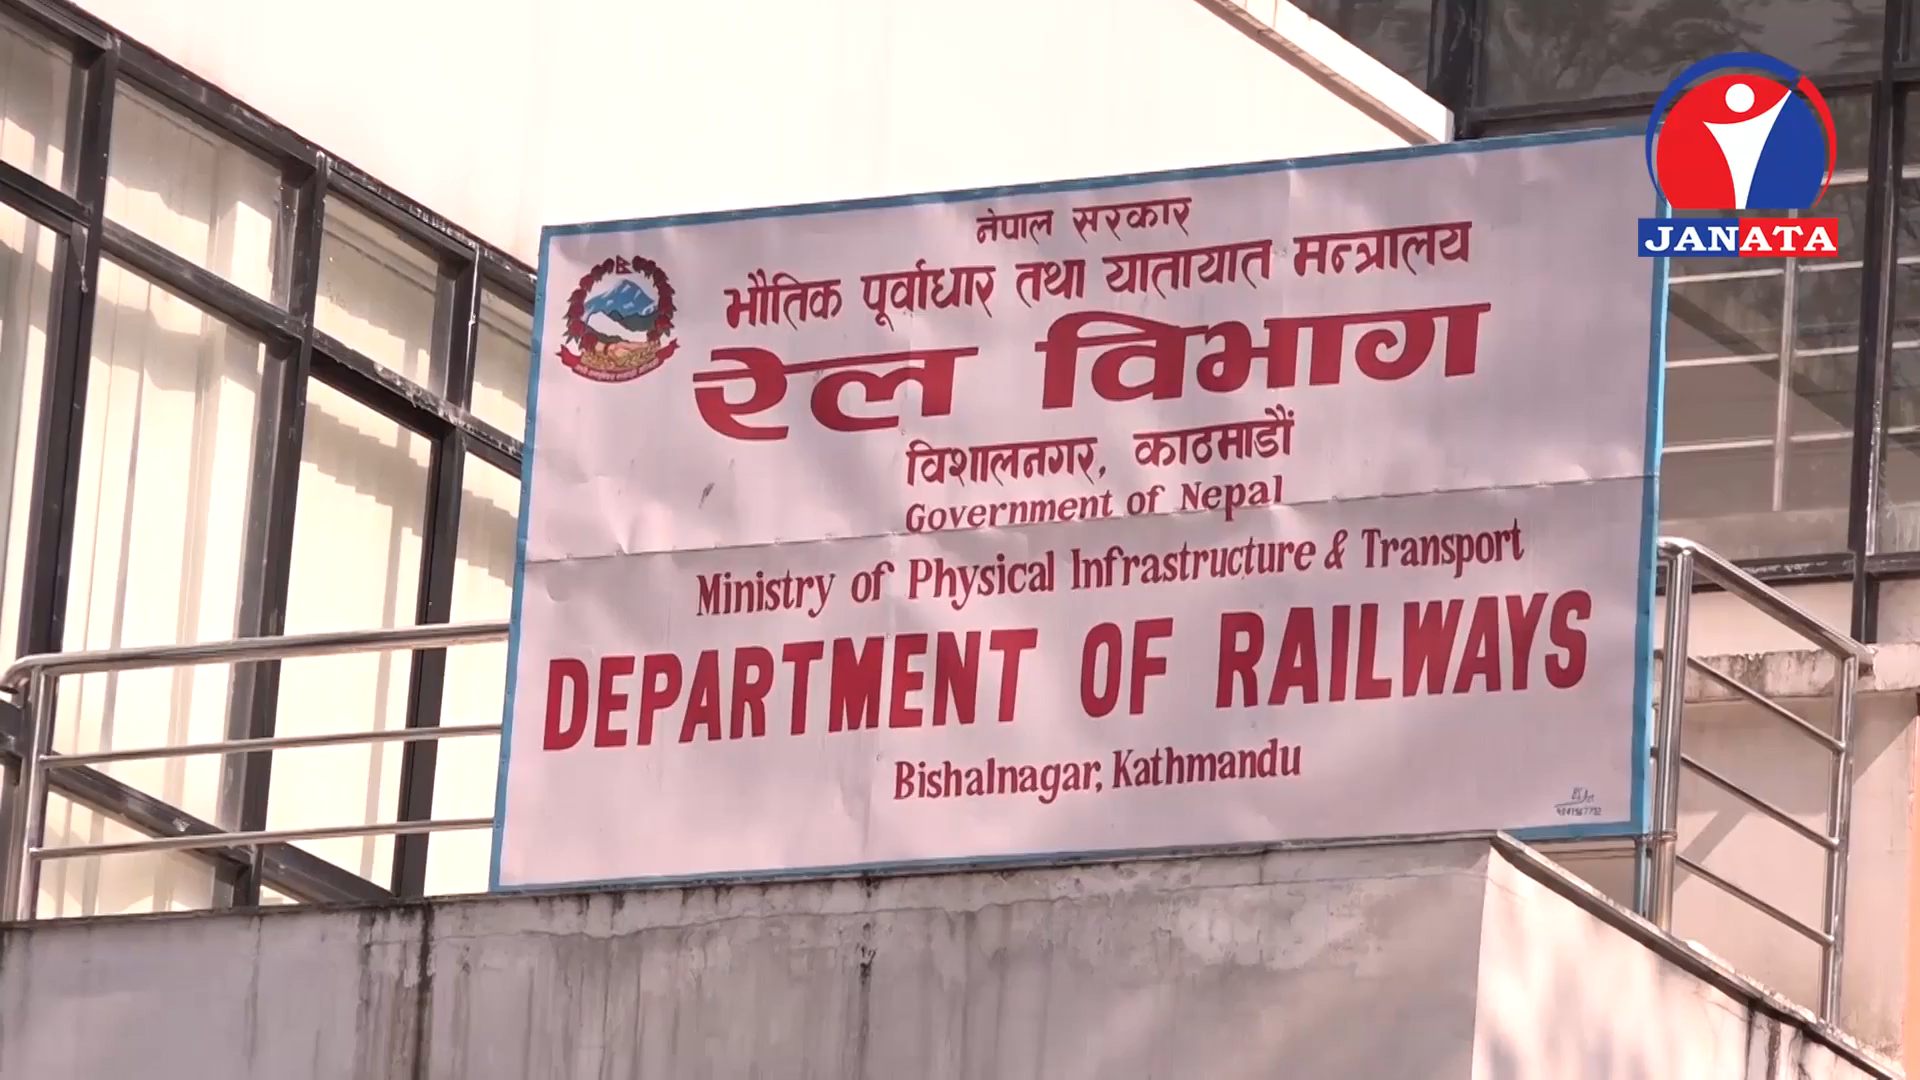 नेपाल सरकार
भौतिक पूर्वाधार तथा यातायात मन्त्रालय
रेल विभाग
विशालनगर, काठमाडौं
Government of Nepal
Ministry of Physical Infrastructure & Transport
DEPARTMENT OF RAILWAYS
Bishalnagar, Kathmandu
JANATA